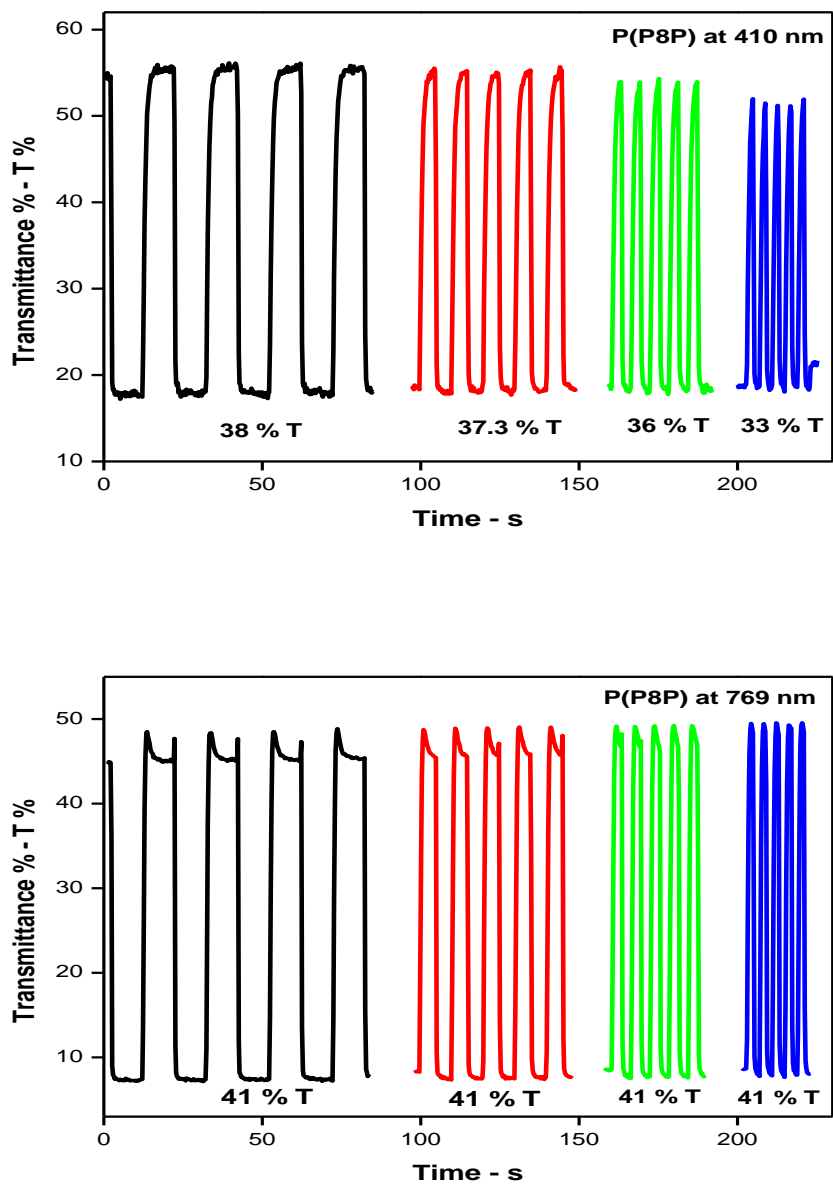 P(P8P) at 410 nm
Transmittance % - T %
60
50
40
30
20
10
38 % T
37.3 % T
36 % T
33 % T
0
50
100
150
200
Time - s
P(P8P) at 769 nm
Transmittance % - T %
50
40
30
20
10
41 % T
41 % T
41 % T
41 % T
0
50
100
150
200
Time - s